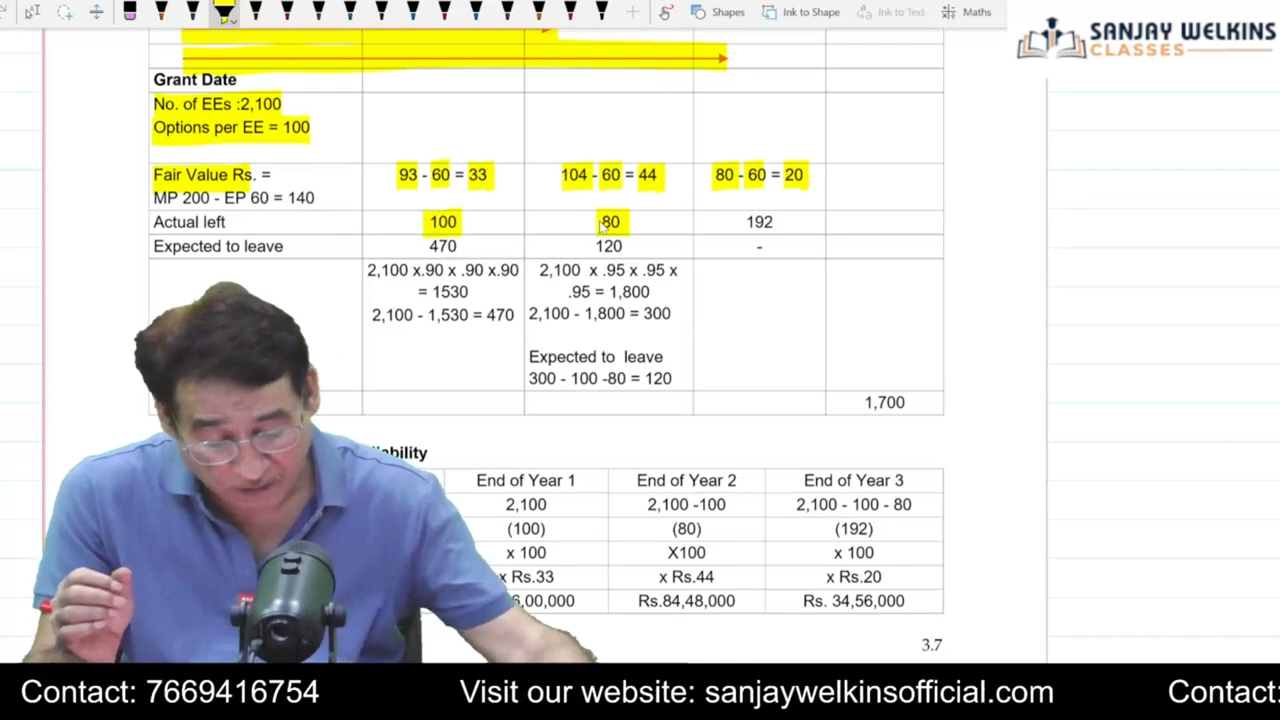 Shapes
Ink to Shape
Ink to Text
Maths
SANJAY WELKINS
CLASSES
Grant Date
No. of EEs :2,100
Options per EE = 100
Fair Value Rs. =
MP 200 - EP 60 = 140
93 - 60 = 33
104 - 60 = 44
80 - 60 = 20
Actual left
100
80
192
Expected to leave
470
120
-
2,100 x.90 x .90 x.90
= 1530
2,100 - 1,530 = 470
2,100 x .95 x .95 x
.95 = 1,800
2,100 - 1,800 = 300
Expected to leave
300 - 100 -80 = 120
1,700
End of Year 1
End of Year 2
End of Year 3
2,100
2,100 -100
2,100 - 100 - 80
(100)
(80)
(192)
x 100
X100
x 100
x Rs.33
x Rs.44
x Rs.20
,00,000
Rs.84,48,000
Rs. 34,56,000
3.7
Contact: 7669416754
Visit our website: sanjaywelkinsofficial.com
Contact: